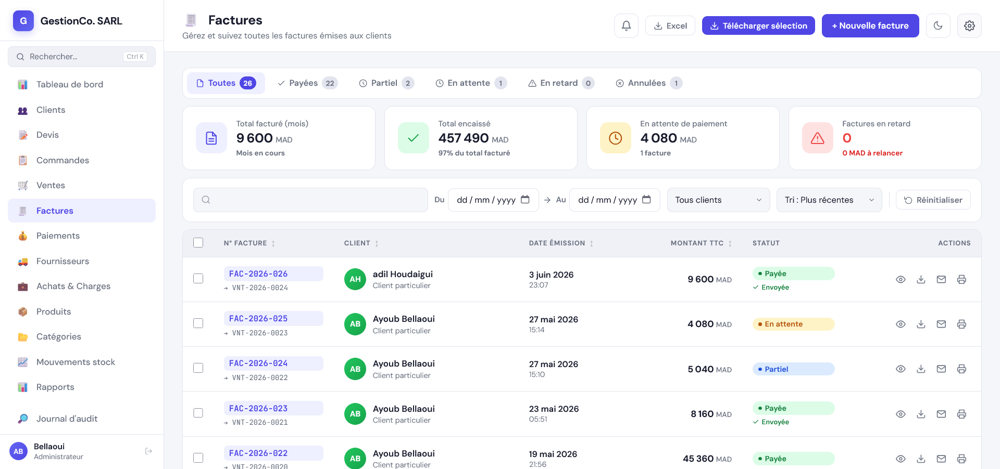 G GestionCo. SARL
Rechercher... Ctrl K
Tableau de bord
Clients
Devis
Commandes
Ventes
Factures
Paiements
Fournisseurs
Achats & Charges
Produits
Catégories
Mouvements stock
Rapports
Journal d'audit
AB Bellaoui
Administrateur
Factures
Gérez et suivez toutes les factures émises aux clients
Excel
Télécharger sélection
+ Nouvelle facture
Toutes 26
Payées 22
Partiel 2
En attente 1
En retard 0
Annulées 1
Total facturé (mois)
9 600 MAD
Mois en cours
Total encaissé
457 490 MAD
97% du total facturé
En attente de paiement
4 080 MAD
1 facture
Factures en retard
0
0 MAD à relancer
Du dd / mm / yyyy → Au dd / mm / yyyy
Tous clients
Tri : Plus récentes
Réinitialiser
N° FACTURE ↕ CLIENT ↕ DATE ÉMISSION ↕ MONTANT TTC ↕ STATUT ACTIONS
FAC-2026-026 AH adil Houdaigui 3 juin 2026 9 600 MAD Payée
→ VNT-2026-0024 Client particulier 23:07 ✓ Envoyée
FAC-2026-025 AB Ayoub Bellaoui 27 mai 2026 4 080 MAD En attente
→ VNT-2026-0023 Client particulier 15:14
FAC-2026-024 AB Ayoub Bellaoui 27 mai 2026 5 040 MAD Partiel
→ VNT-2026-0022 Client particulier 15:10
FAC-2026-023 AB Ayoub Bellaoui 23 mai 2026 8 160 MAD Payée
→ VNT-2026-0021 Client particulier 05:51 ✓ Envoyée
FAC-2026-022 AB Ayoub Bellaoui 19 mai 2026 45 360 MAD Payée
→ VNT-2026-0020 Client particulier 21:56